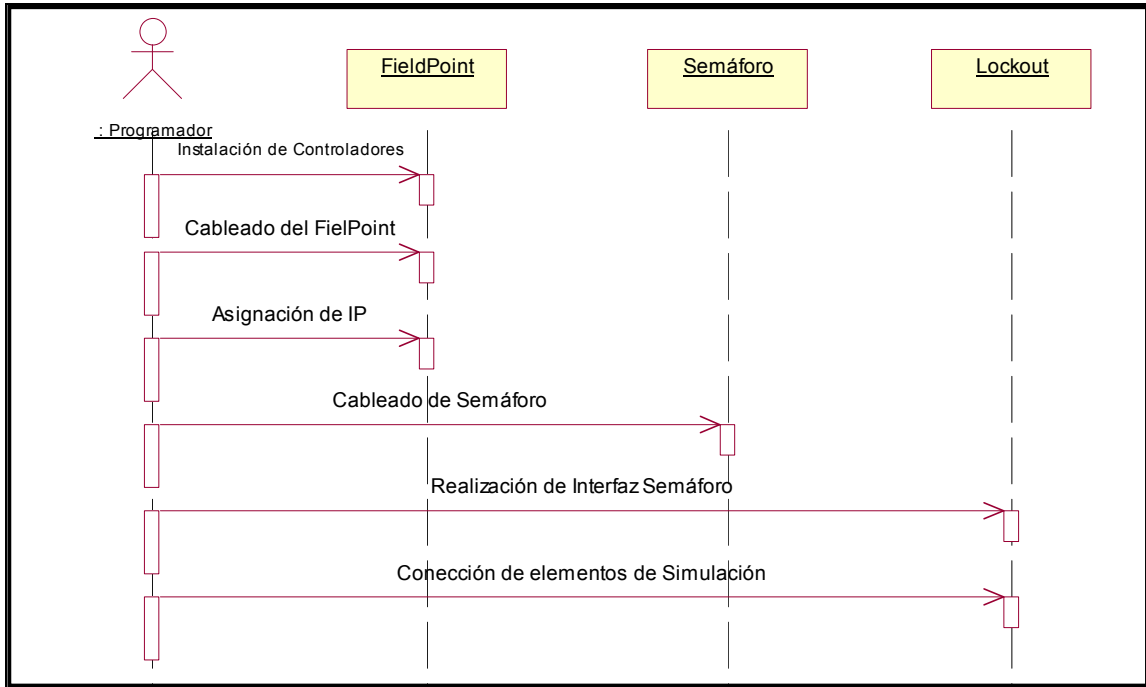 FieldPoint
Semáforo
Lockout
: Programador
Instalación de Controladores
Cableado del FielPoint
Asignación de IP
Cableado de Semáforo
Realización de Interfaz Semáforo
Conección de elementos de Simulación